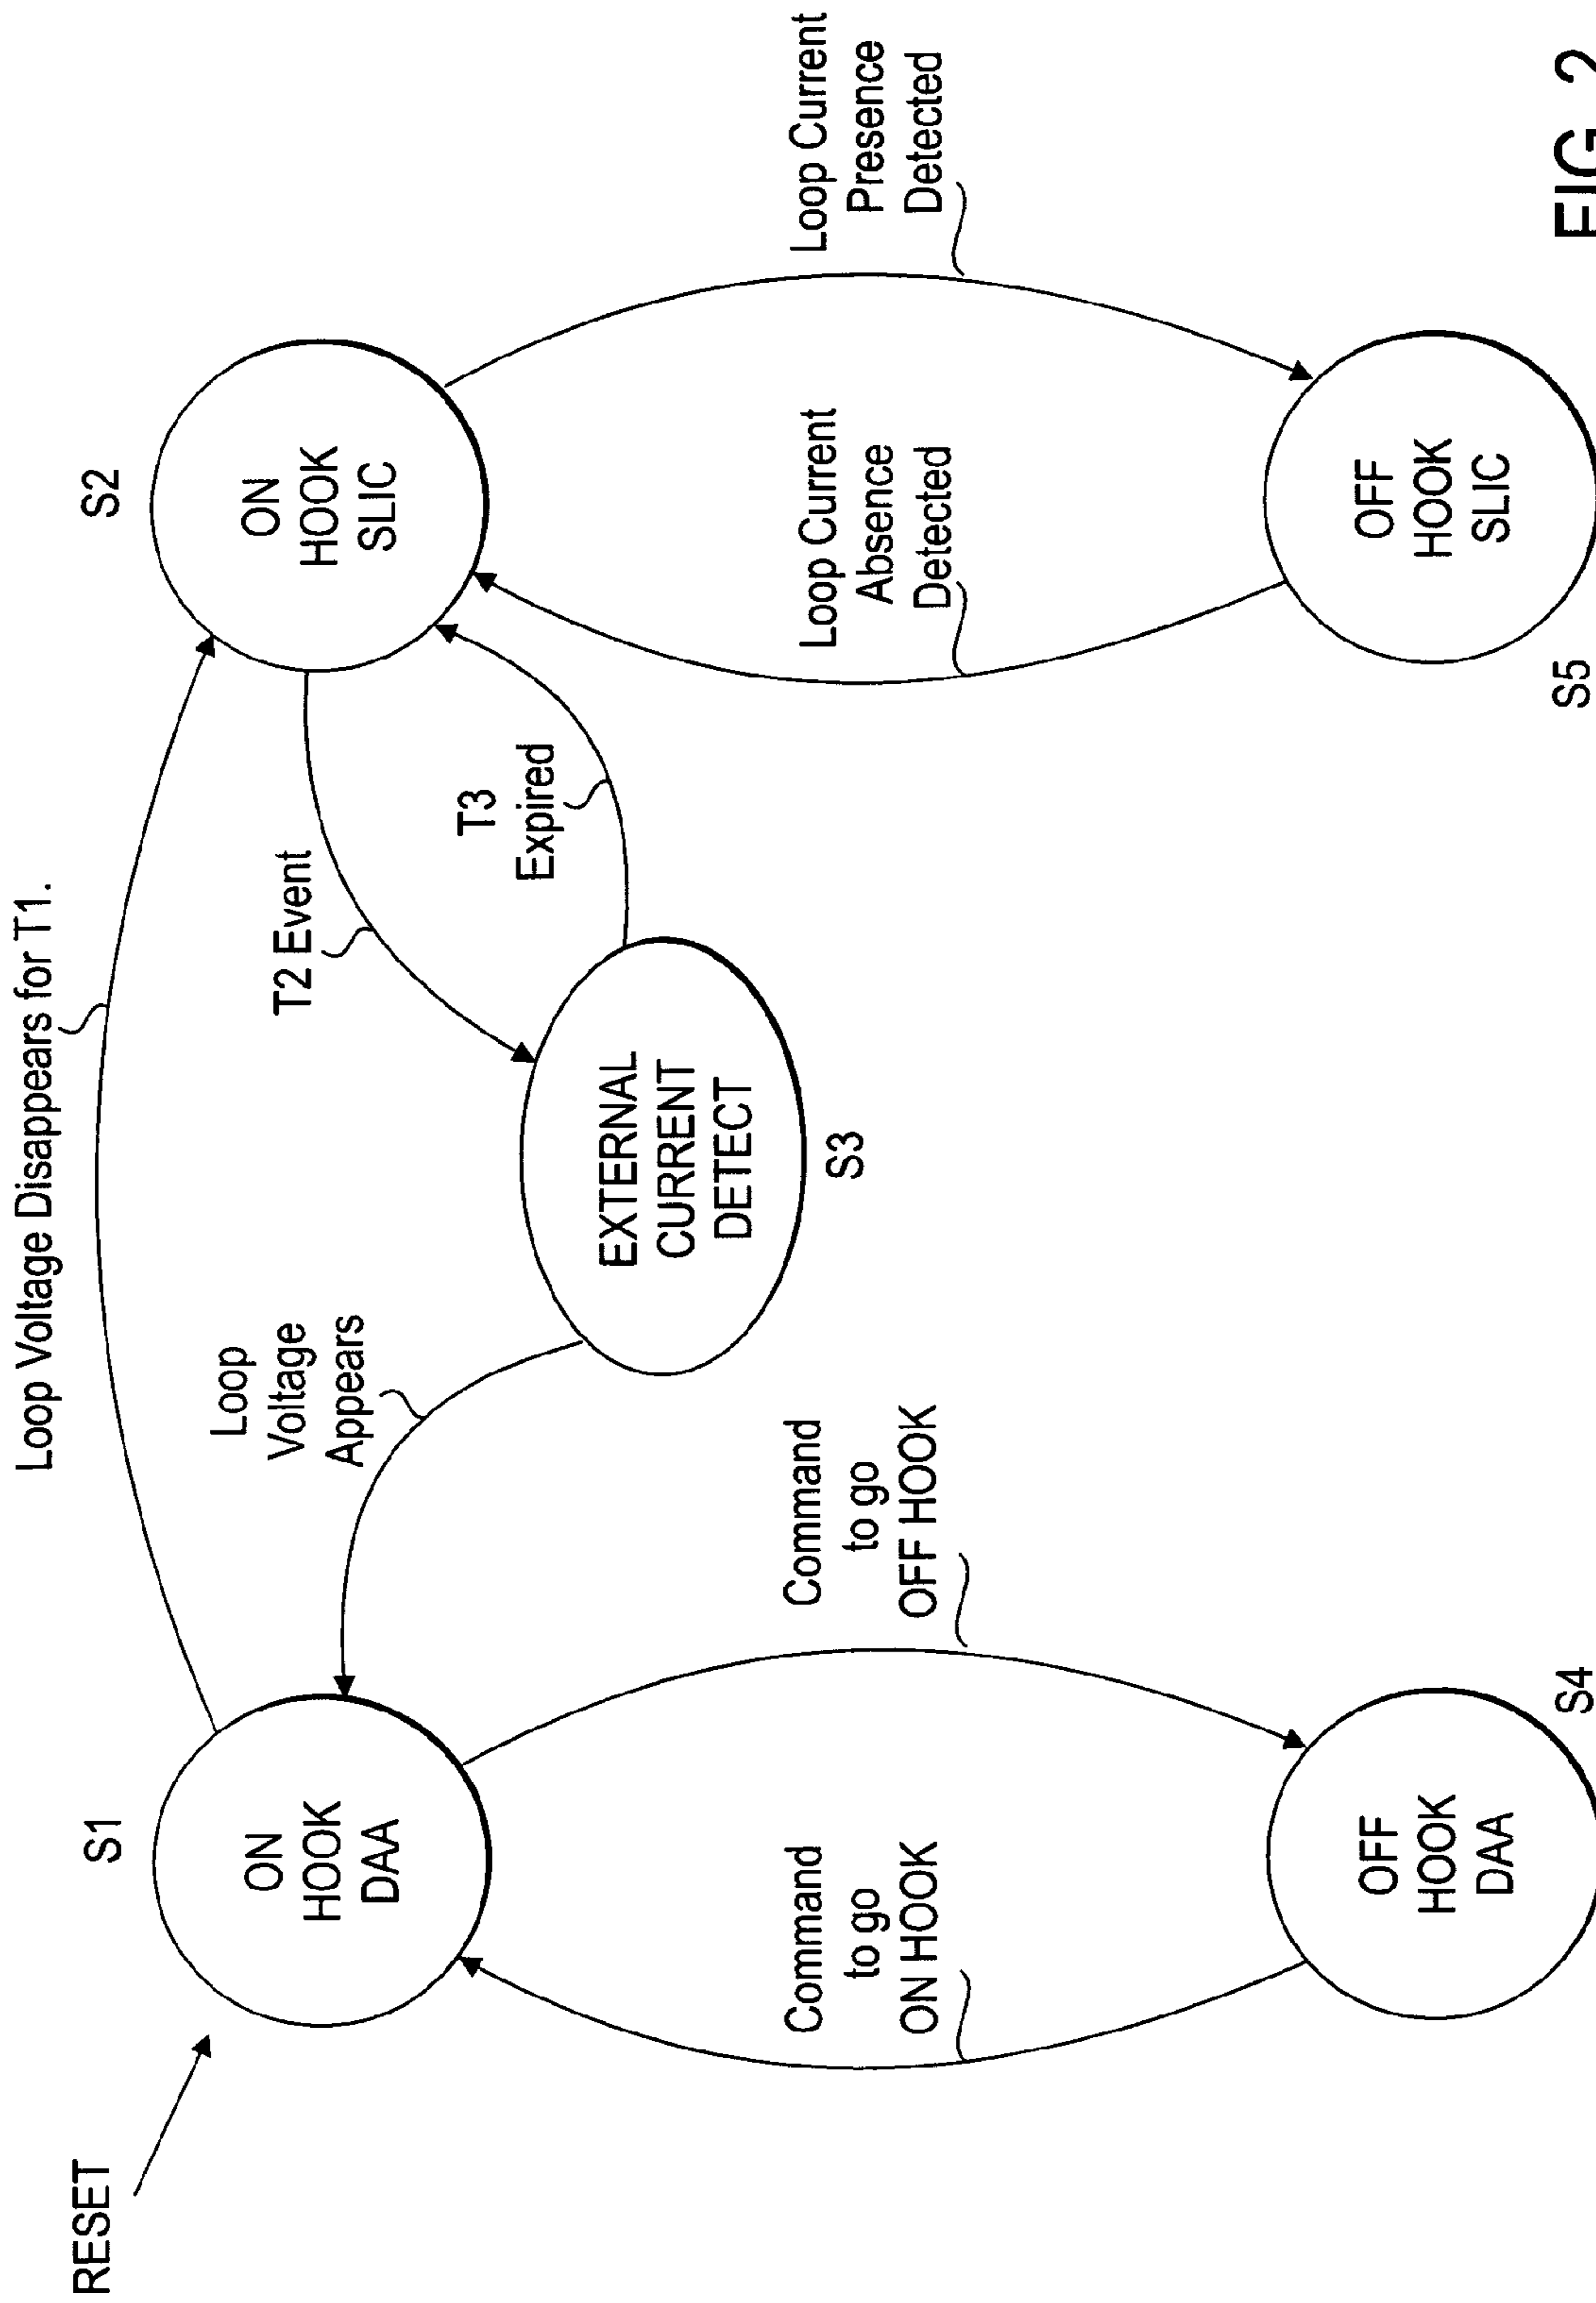 Loop Voltage Disappears for T1.
RESET
S1
S2
ON
HOOK
DAA
ON
HOOK
SLIC
Loop
Voltage
Appears
T2 Event
T3
Expired
EXTERNAL
CURRENT
DETECT
S3
Command
to go
ON HOOK
Command
to go
OFF HOOK
Loop Current
Absence
Detected
Loop Current
Presence
Detected
OFF
HOOK
DAA
S4
OFF
HOOK
SLIC
S5
FIG. 2